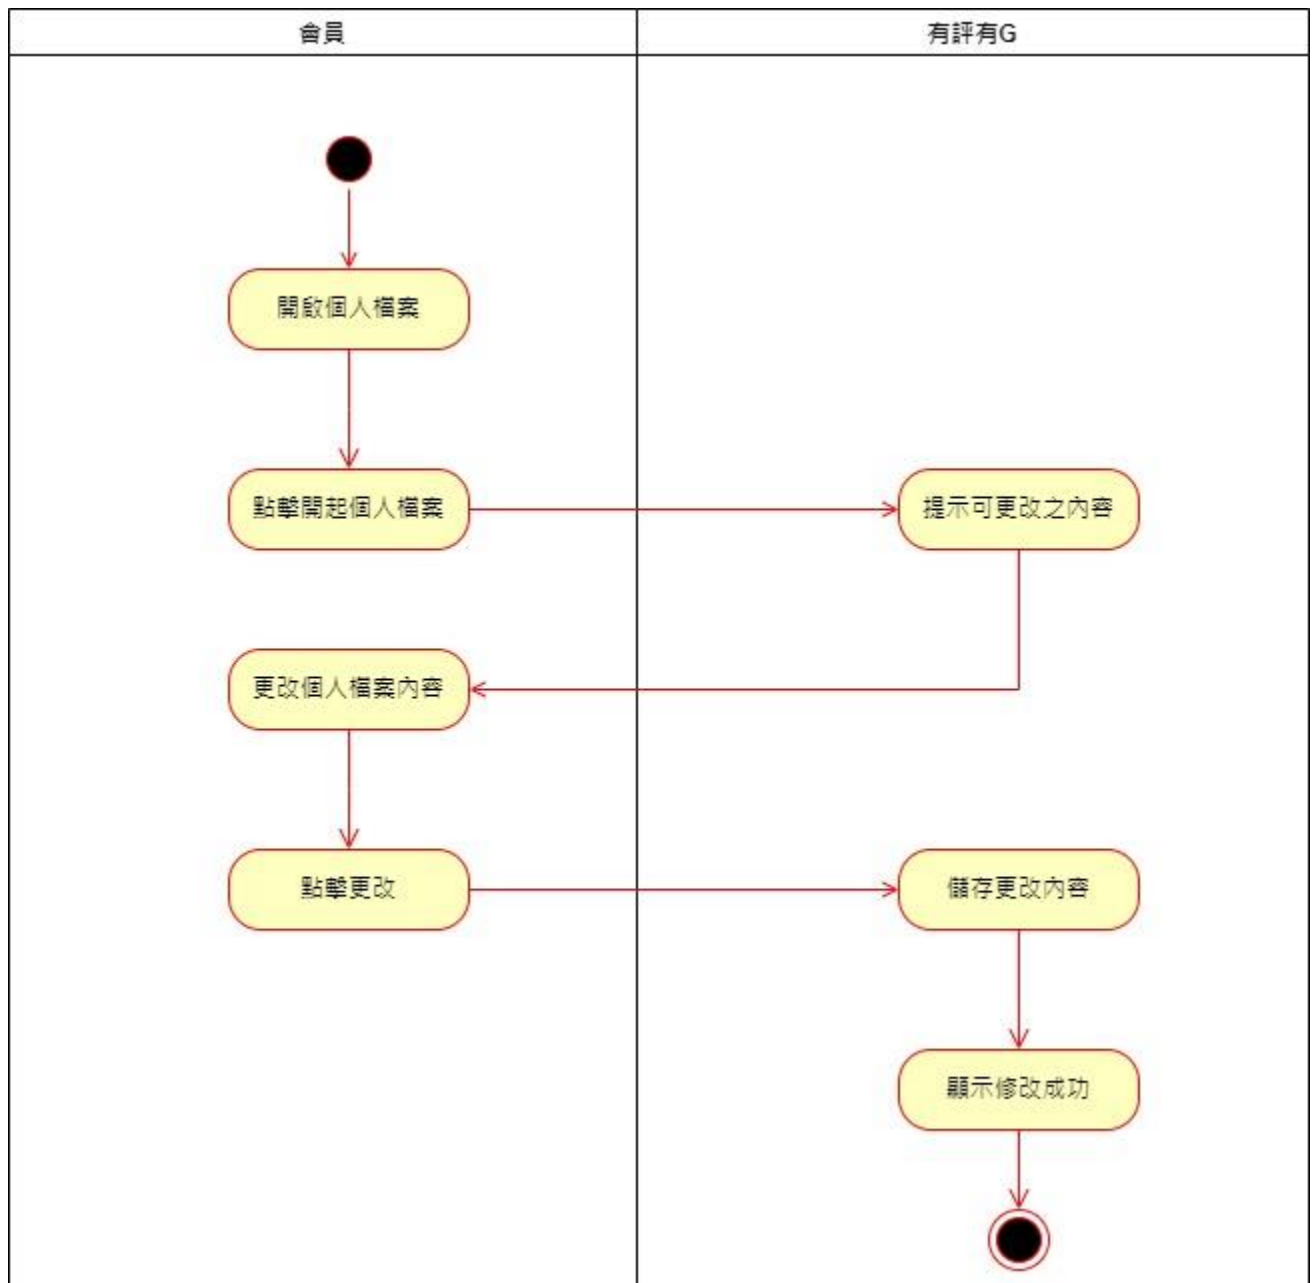 會員
有評有G
開啟個人檔案
點擊開起個人檔案
提示可更改之內容
更改個人檔案內容
點擊更改
儲存更改內容
顯示修改成功